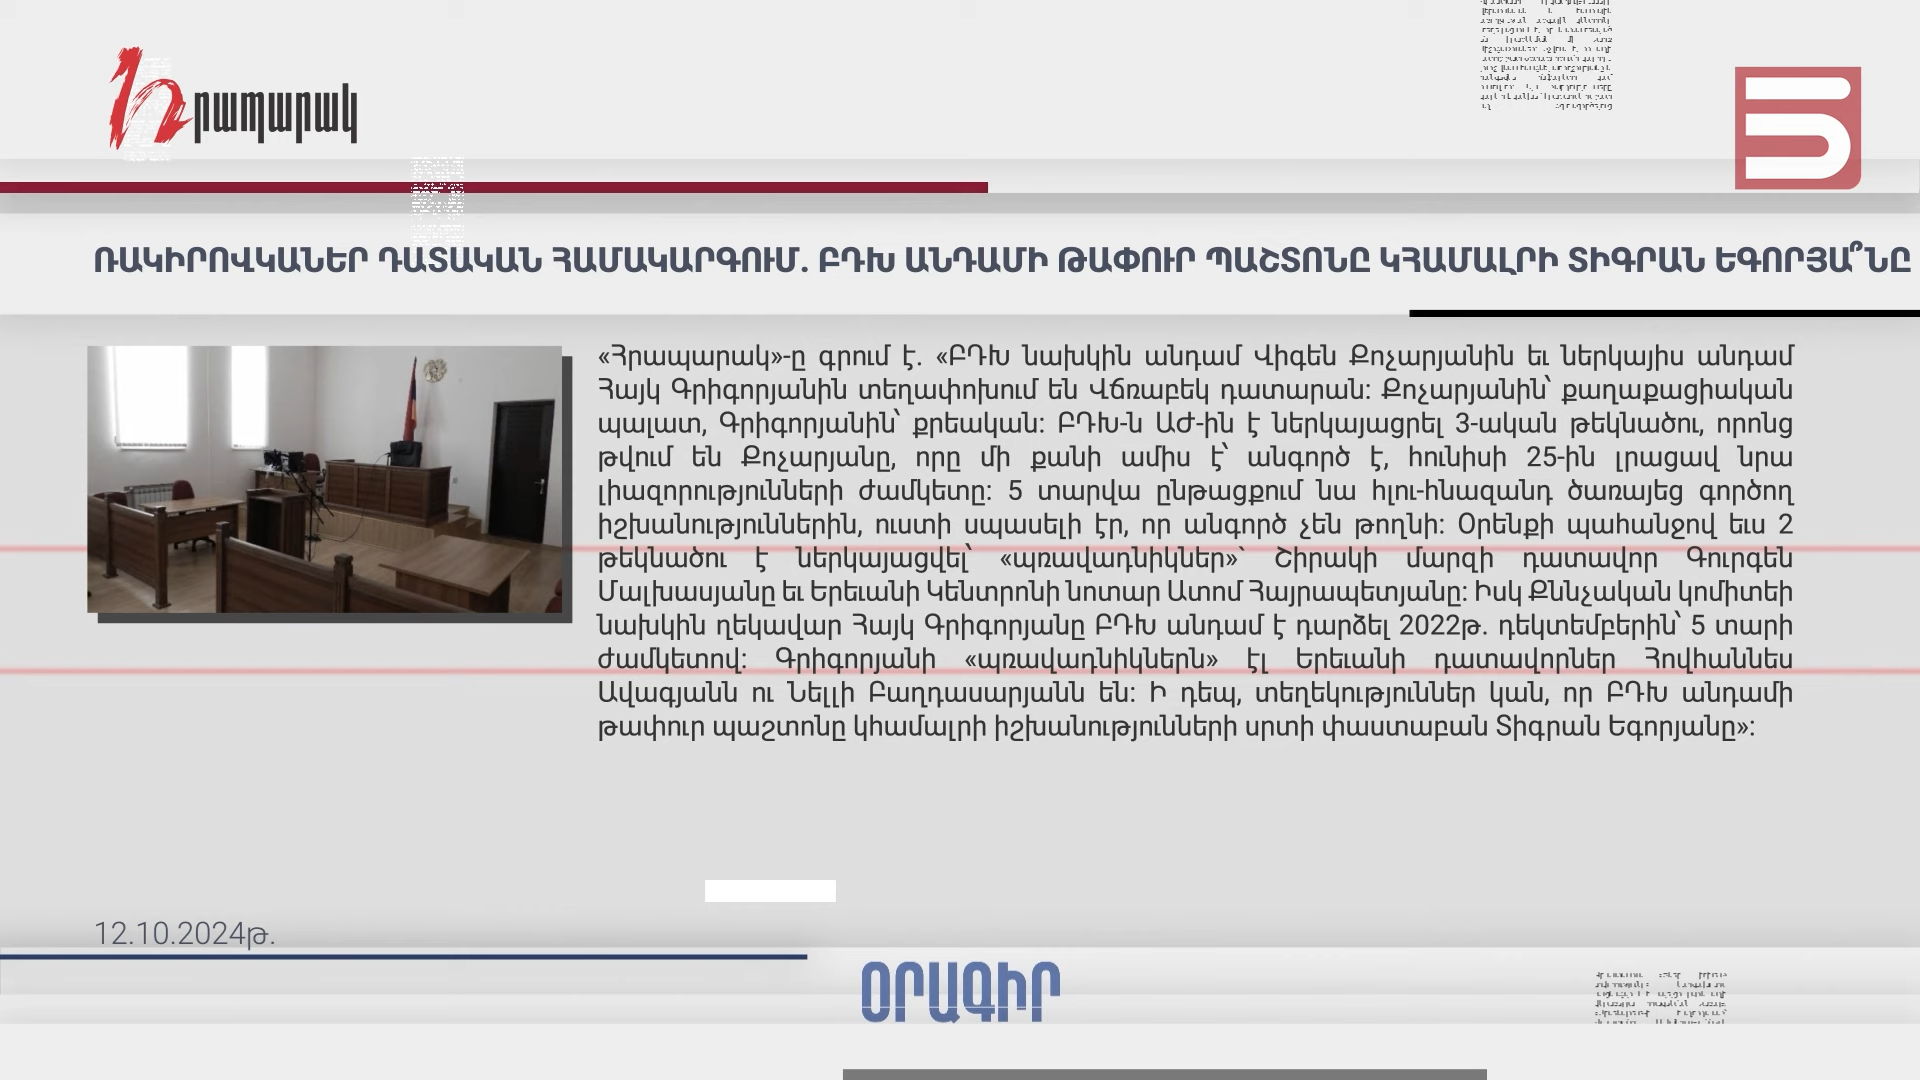 Հրապարակ
5
ՌԱԿԻՐՈՎԿԱՆԵՐ ԴԱՏԱԿԱՆ ՀԱՄԱԿԱՐԳՈՒՄ. ԲԴԽ ԱՆԴԱՄԻ ԹԱՓՈՒՐ ՊԱՇՏՈՆԸ ԿՀԱՄԱԼՐԻ ՏԻԳՐԱՆ ԵԳՈՐՅԱ՞ՆԸ
«Հրապարակ»-ը գրում է. «ԲԴԽ նախկին անդամ Վիգեն Քոչարյանին եւ ներկայիս անդամ
Հայկ Գրիգորյանին տեղափոխում են Վճռաբեկ դատարան: Քոչարյանին՝ քաղաքացիական
պալատ, Գրիգորյանին՝ քրեական: ԲԴԽ-ն ԱԺ-ին է ներկայացրել 3-ական թեկնածու, որոնց
թվում են Քոչարյանը, որը մի քանի ամիս է՝ անգործ է, հունիսի 25-ին լրացավ նրա
լիազորությունների ժամկետը: 5 տարվա ընթացքում նա հլու-հնազանդ ծառայեց գործող
իշխանություններին, ուստի սպասելի էր, որ անգործ չեն թողնի: Օրենքի պահանջով եւս 2
թեկնածու է ներկայացվել՝ «պռավադնիկներ»՝ Շիրակի մարզի դատավոր Գուրգեն
Մալխասյանը եւ Երեւանի Կենտրոնի նոտար Ատոմ Հայրապետյանը: Իսկ Քննչական կոմիտեի
նախկին ղեկավար Հայկ Գրիգորյանը ԲԴԽ անդամ է դարձել 2022թ. դեկտեմբերին՝ 5 տարի
ժամկետով: Գրիգորյանի «պռավադնիկներն» էլ Երեւանի դատավորներ Հովհաննես
Ավագյանն ու Նելլի Բաղդասարյանն են: Ի դեպ, տեղեկություններ կան, որ ԲԴԽ անդամի
թափուր պաշտոնը կհամալրի իշխանությունների սրտի փաստաբան Տիգրան Եգորյանը»:
12.10.2024թ.
ՕՐԱԳԻՐ